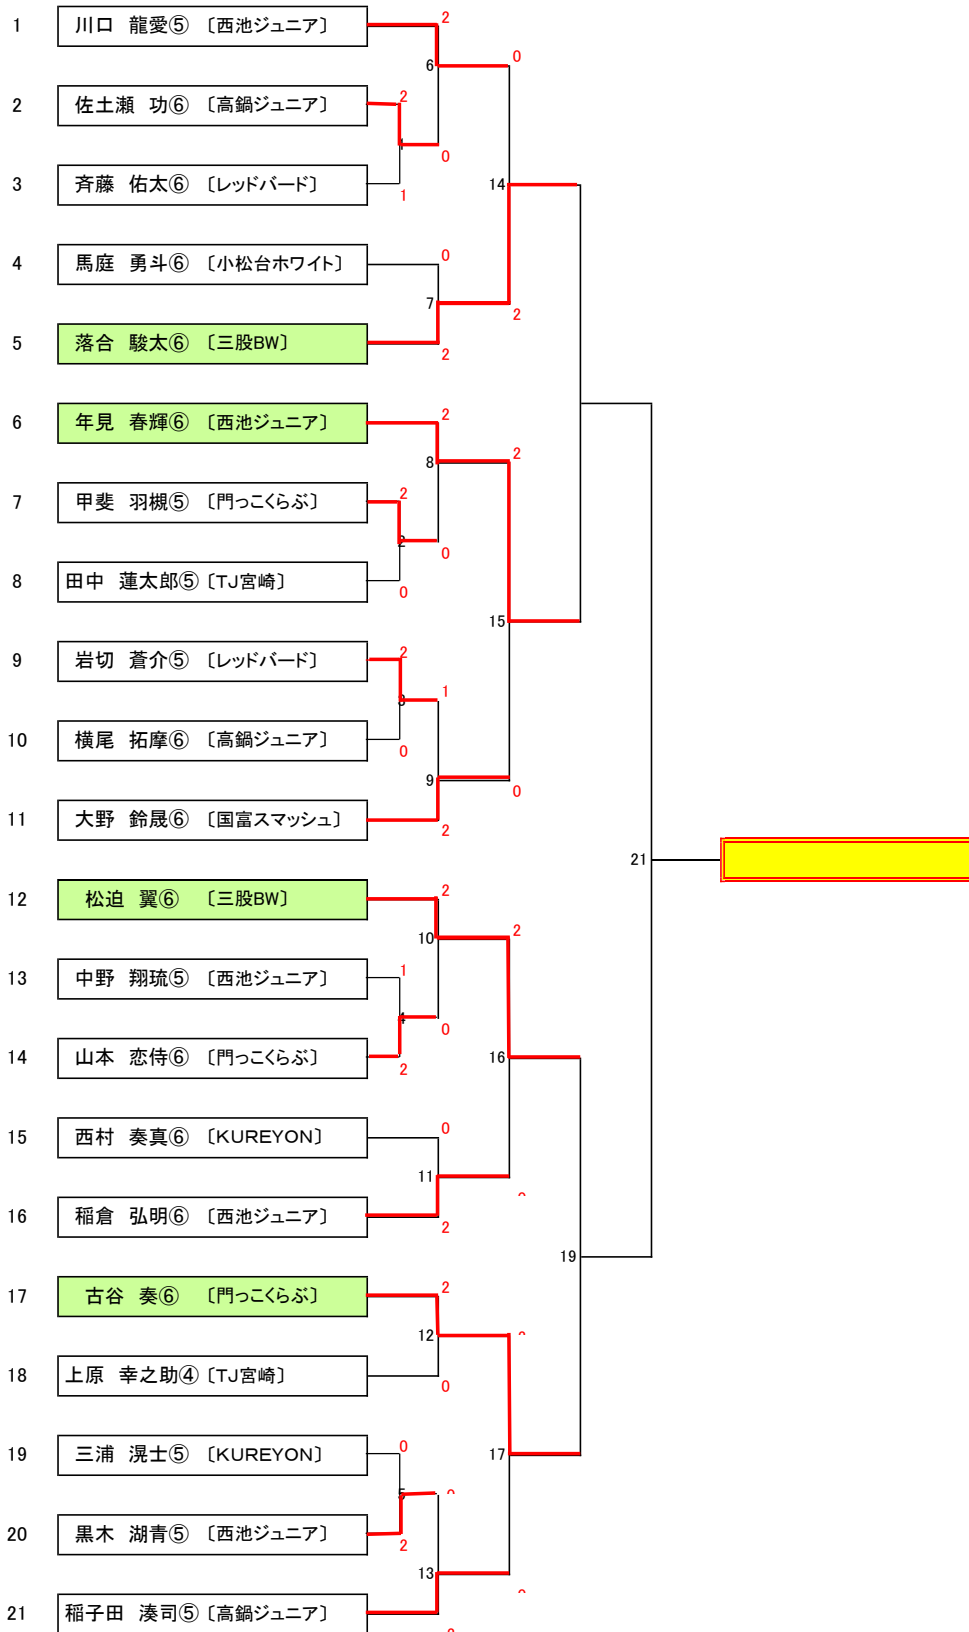 1 川口 龍愛⑤ 〔西池ジュニア〕 2
6 0
2 佐土瀬 功⑥ 〔高鍋ジュニア〕 2
0
3 斉藤 佑太⑥ 〔レッドバード〕 1
14
4 馬庭 勇斗⑥ 〔小松台ホワイト〕 0
7 2
5 落合 駿太⑥ 〔三股BW〕 2
6 年見 春輝⑥ 〔西池ジュニア〕 2
8 2
7 甲斐 羽槻⑤ 〔門っこくらぶ〕 2
2 0
8 田中 蓮太郎⑤ 〔TJ宮崎〕 0
15
9 岩切 蒼介⑤ 〔レッドバード〕 2
3 1
10 横尾 拓摩⑥ 〔高鍋ジュニア〕 0
9 0
11 大野 鈴晟⑥ 〔国富スマッシュ〕 2
21
12 松迫 翼⑥ 〔三股BW〕 2
10 2
13 中野 翔琉⑤ 〔西池ジュニア〕 1
4 0
14 山本 恋侍⑥ 〔門っこくらぶ〕 2
16
15 西村 奏真⑥ 〔KUREYON〕 0
11
16 稲倉 弘明⑥ 〔西池ジュニア〕 2
19
17 古谷 奏⑥ 〔門っこくらぶ〕 2
12
18 上原 幸之助④ 〔TJ宮崎〕 0
19 三浦 滉士⑤ 〔KUREYON〕 0
17
5
20 黒木 湖青⑤ 〔西池ジュニア〕 2
13
21 稲子田 湊司⑤ 〔高鍋ジュニア〕